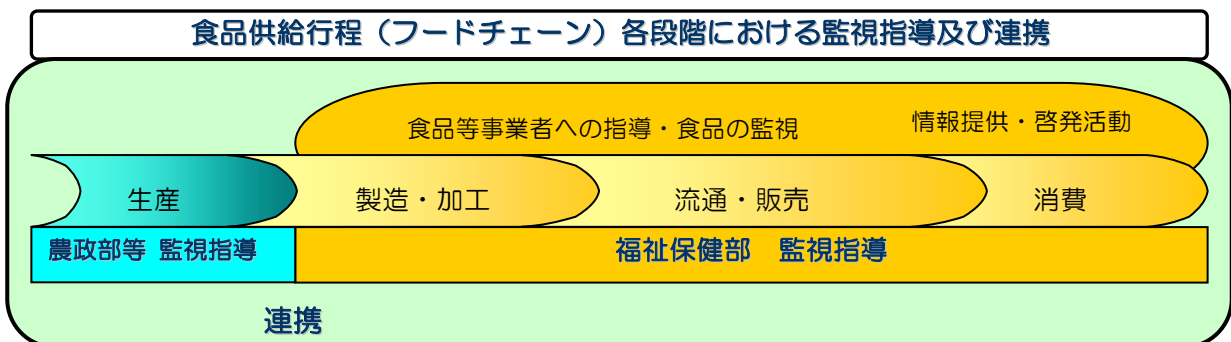 食品供給行程（フードチェーン）各段階における監視指導及び連携
食品等事業者への指導・食品の監視
情報提供・啓発活動
生産
製造・加工
流通・販売
消費
農政部等 監視指導
福祉保健部　監視指導
連携